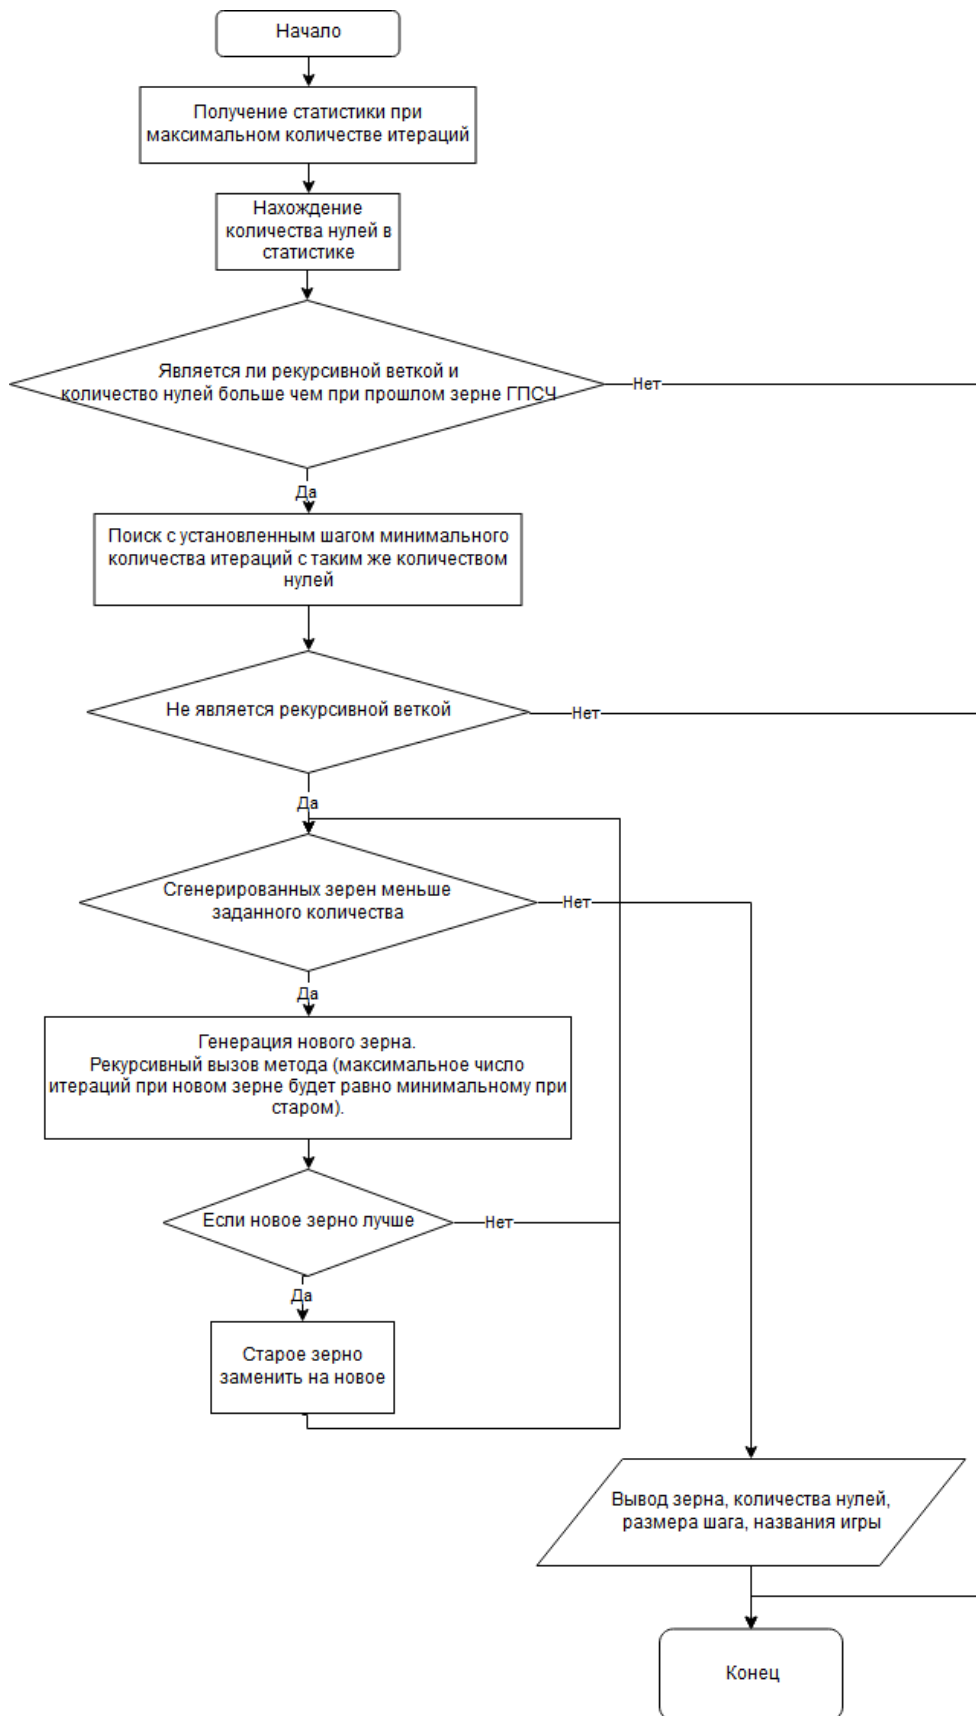 Начало
Получение статистики при
максимальном количестве итераций
Нахождение
количества нулей в
статистике
Является ли рекурсивной веткой и
количество нулей больше чем при прошлом зерне ГПСЧ
Нет
Да
Поиск с установленным шагом минимального
количества итераций с таким же количеством
нулей
Не является рекурсивной веткой
Нет
Да
Сгенерированных зерен меньше
заданного количества
Нет
Да
Генерация нового зерна.
Рекурсивный вызов метода (максимальное число
итераций при новом зерне будет равно минимальному при
старом).
Если новое зерно лучше
Нет
Да
Старое зерно
заменить на новое
Вывод зерна, количества нулей,
размера шага, названия игры
Конец